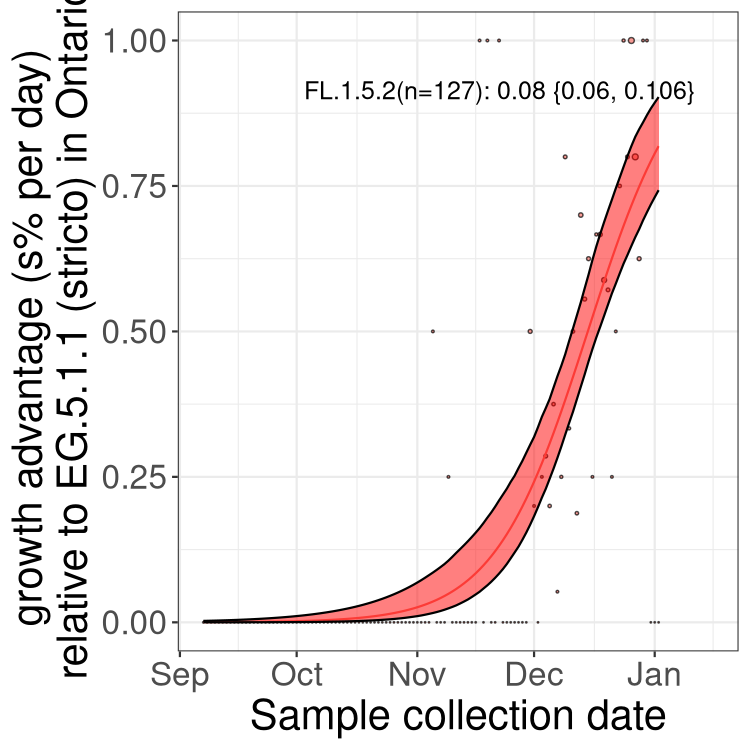 growth advantage (s% per day)
relative to EG.5.1.1 (stricto) in Ontario
1.00
0.75
0.50
0.25
0.00
FL.1.5.2(n=127): 0.08 {0.06, 0.106}
Sep Oct Nov Dec Jan
Sample collection date